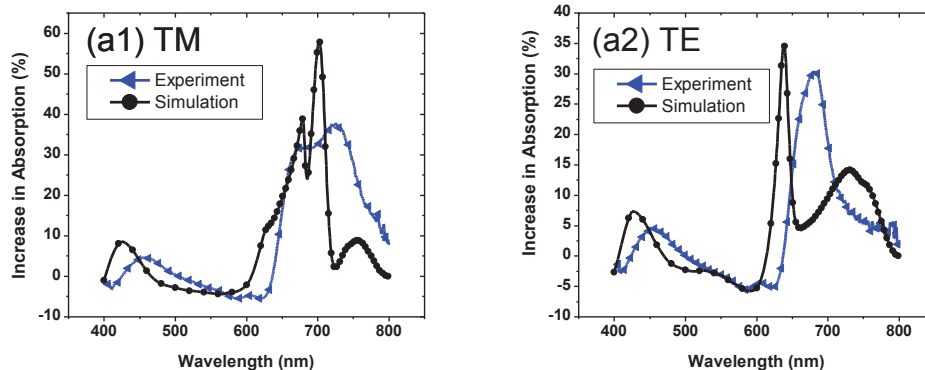 (a1) TM
Experiment
Simulation
Increase in Absorption (%)
60
50
40
30
20
10
0
-10
400
500
600
700
800
Wavelength (nm)
(a2) TE
Experiment
Simulation
Increase in Absorption (%)
40
35
30
25
20
15
10
5
0
-5
-10
400
500
600
700
800
Wavelength (nm)